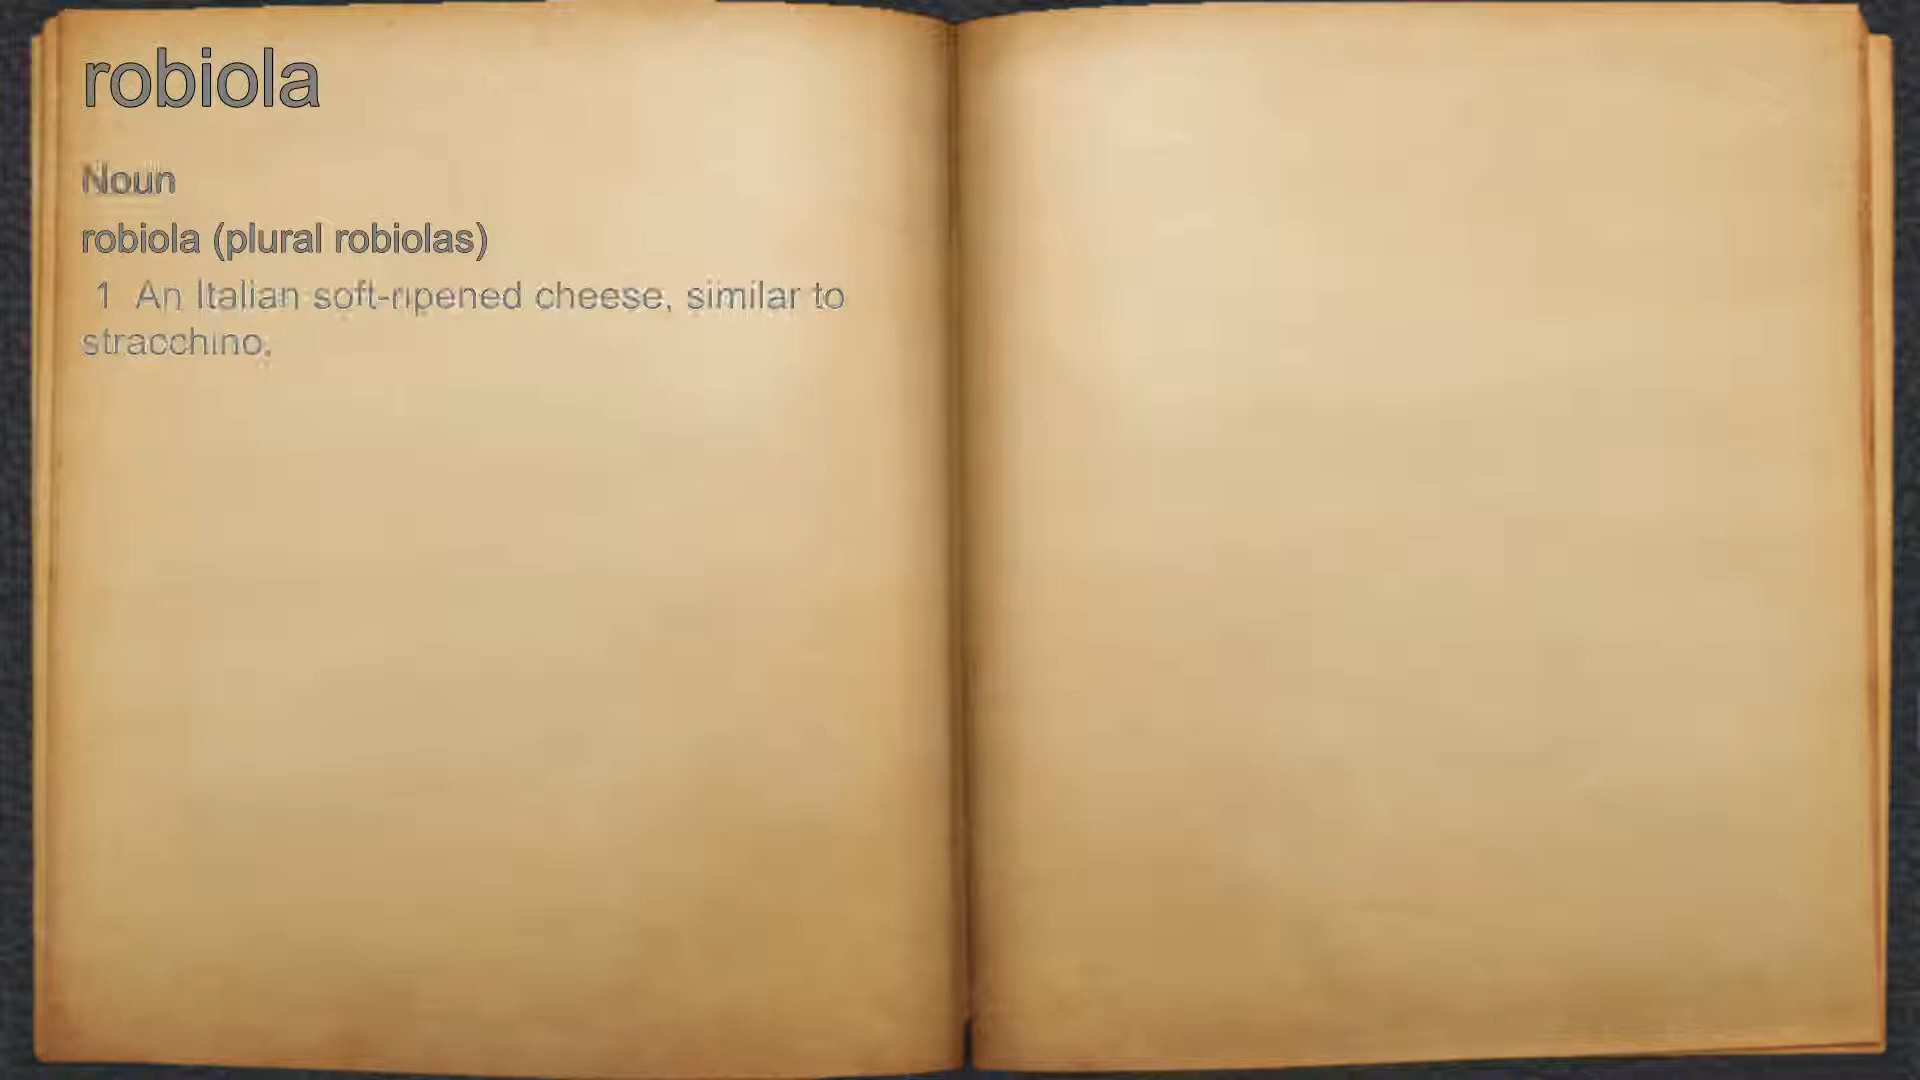 robiola
Noun
robiola (plural robiolas)
1 An Italian soft-ripened cheese, similar to
stracchino.